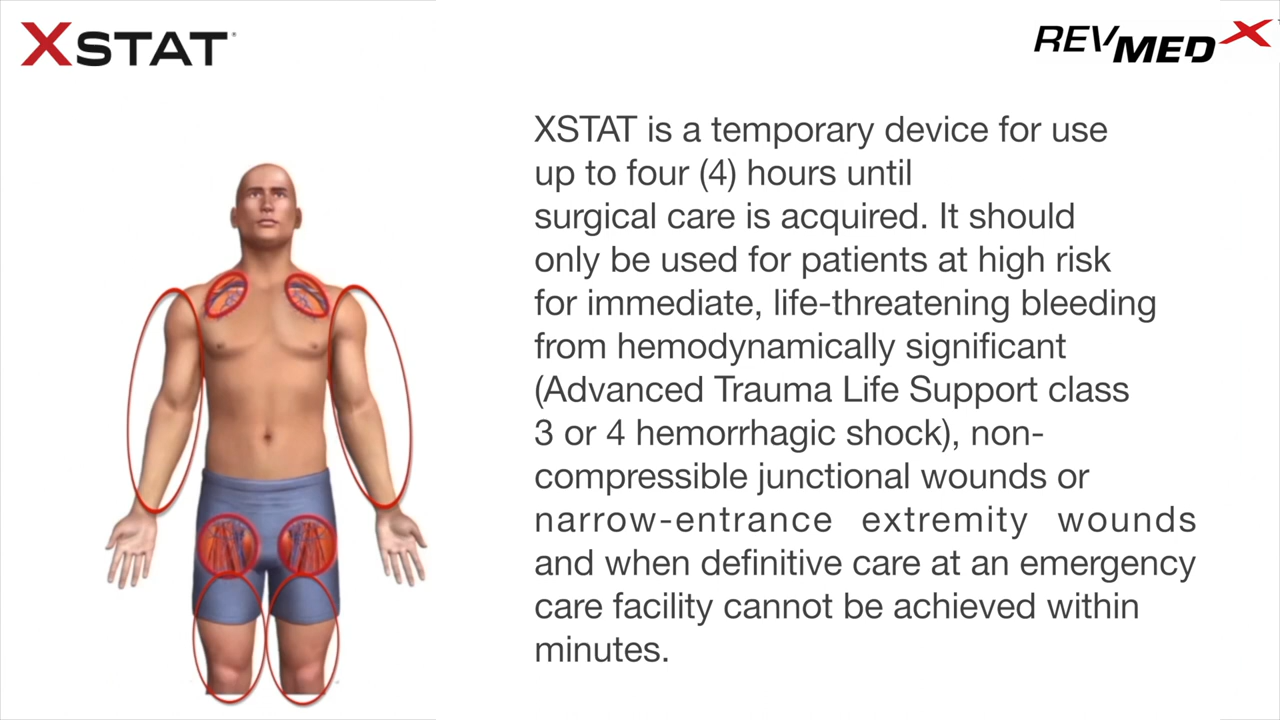 XSTAT
REVMEDX
XSTAT is a temporary device for use
up to four (4) hours until
surgical care is acquired. It should
only be used for patients at high risk
for immediate, life-threatening bleeding
from hemodynamically significant
(Advanced Trauma Life Support class
3 or 4 hemorrhagic shock), non-
compressible junctional wounds or
narrow-entrance extremity wounds
and when definitive care at an emergency
care facility cannot be achieved within
minutes.